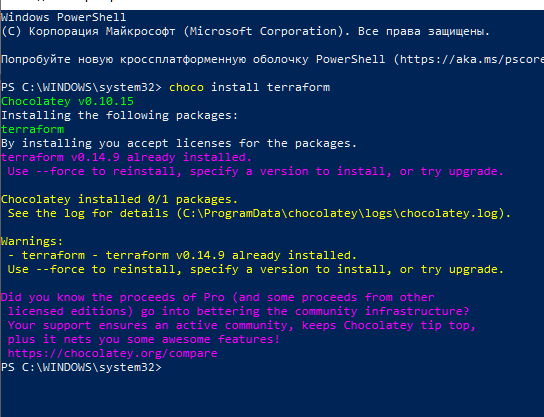 Windows PowerShell
(C) Корпорация Майкрософт (Microsoft Corporation). Все права защищены.
Попробуйте новую кроссплатформенную оболочку PowerShell (https://aka.ms/pscore
PS C:\WINDOWS\system32> choco install terraform
Chocolatey v0.10.15
Installing the following packages:
terraform
By installing you accept licenses for the packages.
terraform v0.14.9 already installed.
 Use --force to reinstall, specify a version to install, or try upgrade.
Chocolatey installed 0/1 packages.
 See the log for details (C:\ProgramData\chocolatey\logs\chocolatey.log).
Warnings:
 - terraform - terraform v0.14.9 already installed.
 Use --force to reinstall, specify a version to install, or try upgrade.
Did you know the proceeds of Pro (and some proceeds from other
 licensed editions) go into bettering the community infrastructure?
 Your support ensures an active community, keeps Chocolatey tip top,
 plus it nets you some awesome features!
 https://chocolatey.org/compare
PS C:\WINDOWS\system32>